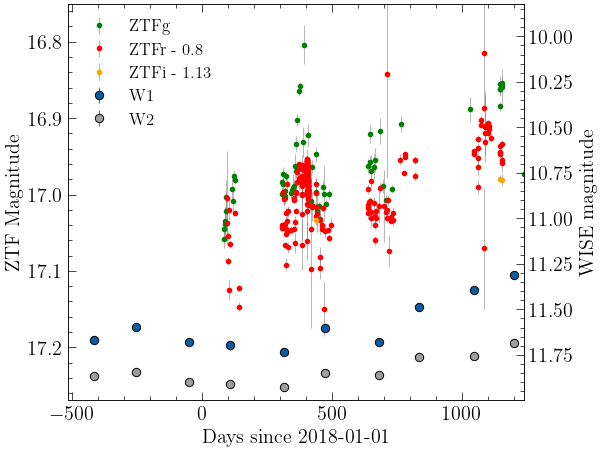 ZTFg
ZTFr - 0.8
ZTFi - 1.13
W1
W2
16.8
16.9
17.0
17.1
17.2
ZTF Magnitude
10.00
10.25
10.50
10.75
11.00
11.25
11.50
11.75
WISE magnitude
−500
0
500
1000
Days since 2018-01-01